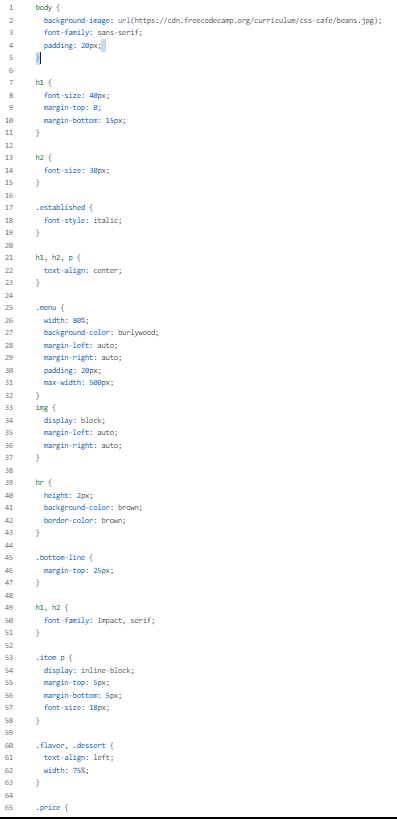 1 body {
2 background-image: url(https://cdn.freecodecamp.org/curriculum/css-cafe/beans.jpg);
3 font-family: sans-serif;
4 padding: 20px;
5 }
6
7 h1 {
8 font-size: 40px;
9 margin-top: 0;
10 margin-bottom: 15px;
11 }
12
13 h2 {
14 font-size: 30px;
15 }
16
17 .established {
18 font-style: italic;
19 }
20
21 h1, h2, p {
22 text-align: center;
23 }
24
25 .menu {
26 width: 80%;
27 background-color: burlywood;
28 margin-left: auto;
29 margin-right: auto;
30 padding: 20px;
31 max-width: 500px;
32 }
33 img {
34 display: block;
35 margin-left: auto;
36 margin-right: auto;
37 }
38
39 hr {
40 height: 2px;
41 background-color: brown;
42 border-color: brown;
43 }
44
45 .bottom-line {
46 margin-top: 25px;
47 }
48
49 h1, h2 {
50 font-family: Impact, serif;
51 }
52
53 .item p {
54 display: inline-block;
55 margin-top: 5px;
56 margin-bottom: 5px;
57 font-size: 18px;
58 }
59
60 .flavor, .dessert {
61 text-align: left;
62 width: 75%;
63 }
64
65 .price {